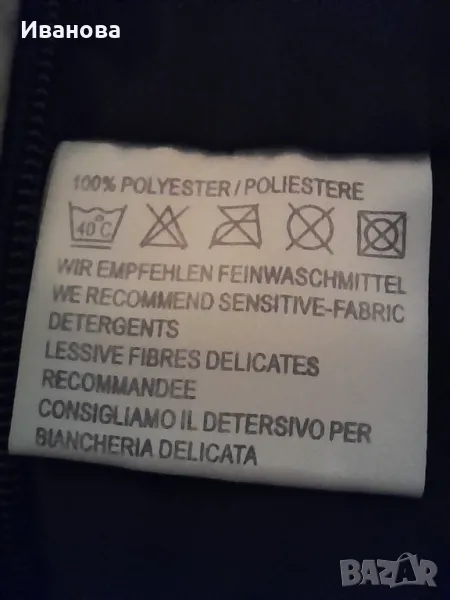 Иванова
100% POLYESTER/POLIESTERE
40 C
WIR EMPFEHLEN FEINWASCHMITTEL
WE RECOMMEND SENSITIVE-FABRIC
DETERGENTS
LESSIVE FIBRES DELICATES
RECOMMANDEE
CONSIGLIAMO IL DETERSIVO PER
BIANCHERIA DELICATA
BAZAR